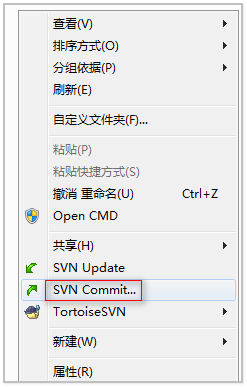 查看(V)
排序方式(O)
分组依据(P)
刷新(E)
自定义文件夹(F)...
粘贴(P)
粘贴快捷方式(S)
撤消 重命名(U) Ctrl+Z
Open CMD
共享(H)
SVN Update
SVN Commit...
TortoiseSVN
新建(W)
属性(R)